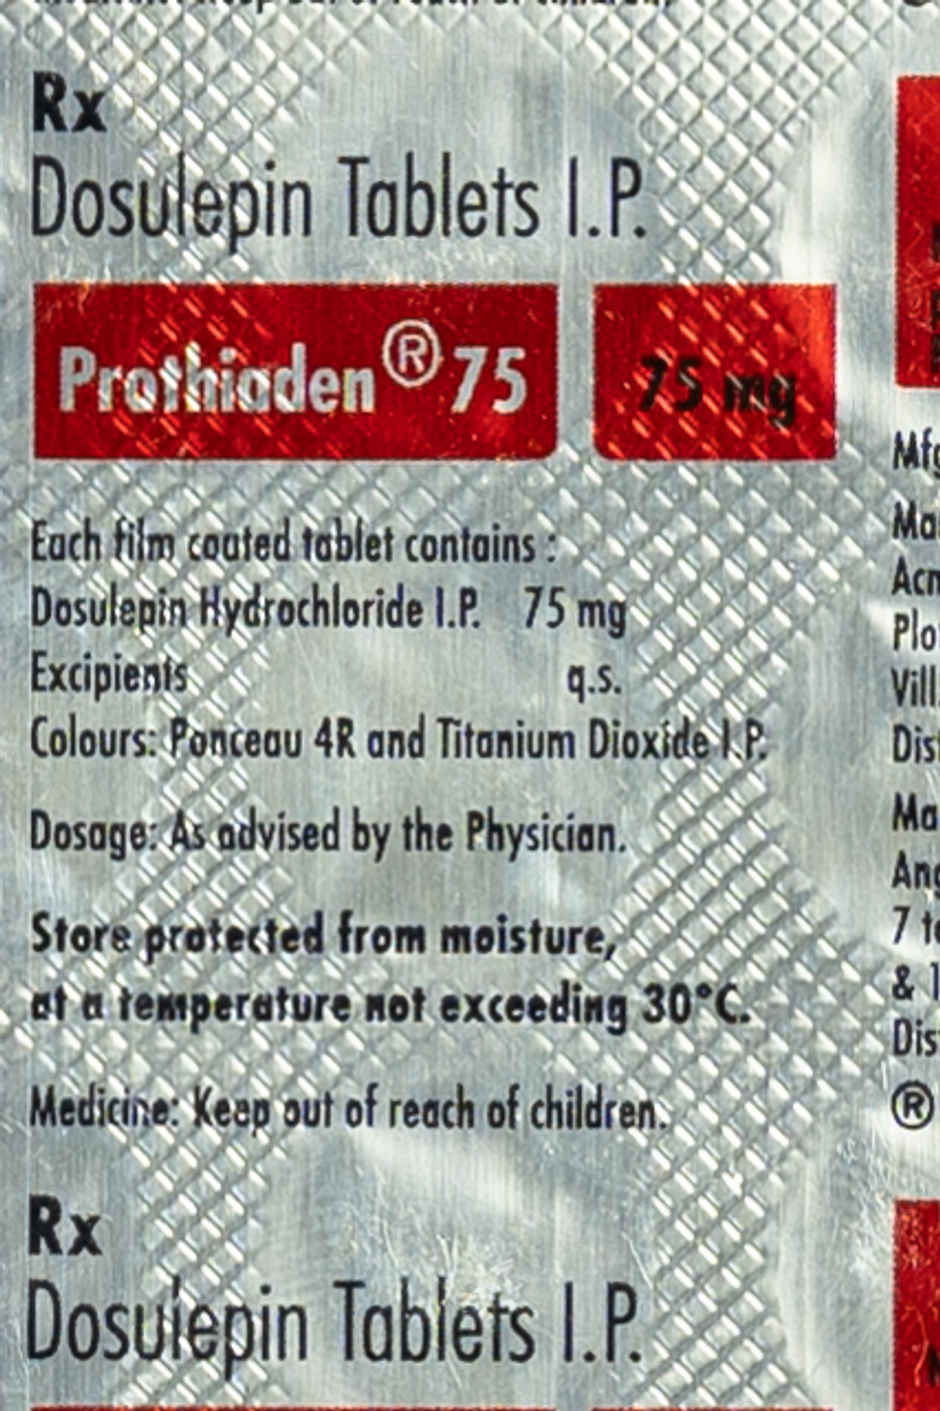 Rx
Dosulepin Tablets I.P.
Prothiaden® 75 75 mg
Each film coated tablet contains :
Dosulepin Hydrochloride I.P. 75 mg
Excipients q.s.
Colours: Ponceau 4R and Titanium Dioxide I.P.
Dosage: As advised by the Physician.
Store protected from moisture,
at a temperature not exceeding 30°C.
Medicine: Keep out of reach of children.
Rx
Dosulepin Tablets I.P.
7
&
®